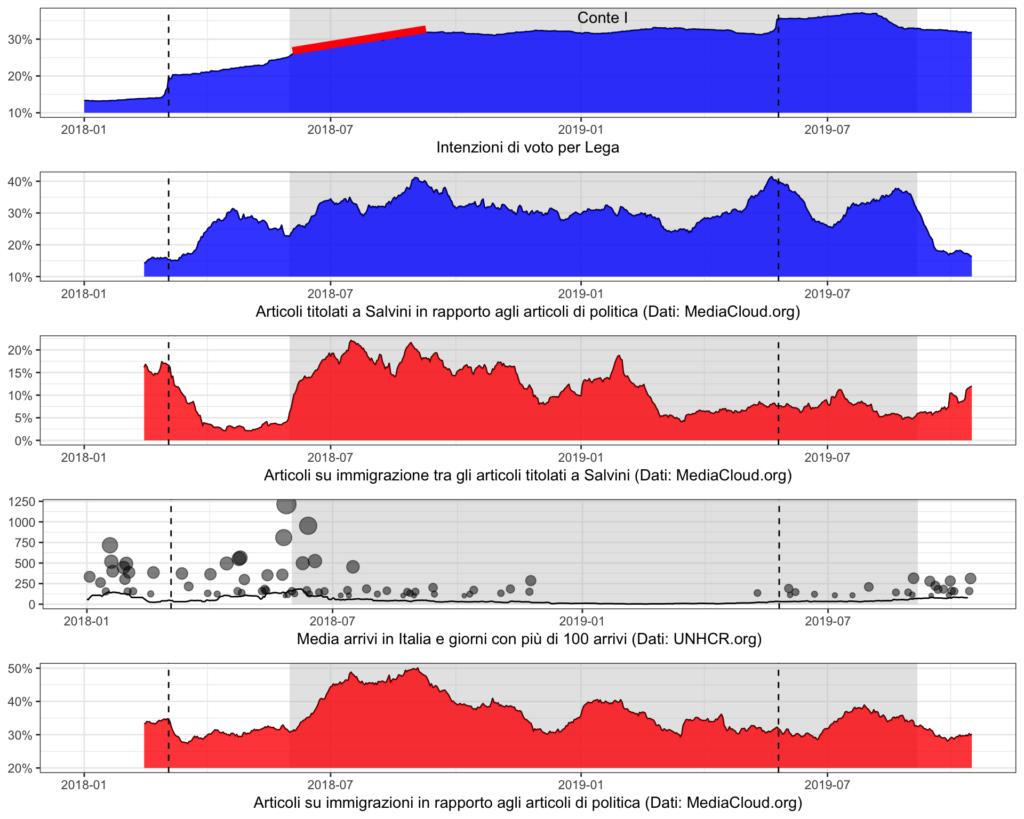 Conte I
30%
20%
10%
2018-01 2018-07 2019-01 2019-07
Intenzioni di voto per Lega
40%
30%
20%
10%
2018-01 2018-07 2019-01 2019-07
Articoli titolati a Salvini in rapporto agli articoli di politica (Dati: MediaCloud.org)
20%
15%
10%
5%
0%
2018-01 2018-07 2019-01 2019-07
Articoli su immigrazione tra gli articoli titolati a Salvini (Dati: MediaCloud.org)
1250
1000
750
500
250
0
2018-01 2018-07 2019-01 2019-07
Media arrivi in Italia e giorni con più di 100 arrivi (Dati: UNHCR.org)
50%
40%
30%
20%
2018-01 2018-07 2019-01 2019-07
Articoli su immigrazioni in rapporto agli articoli di politica (Dati: MediaCloud.org)